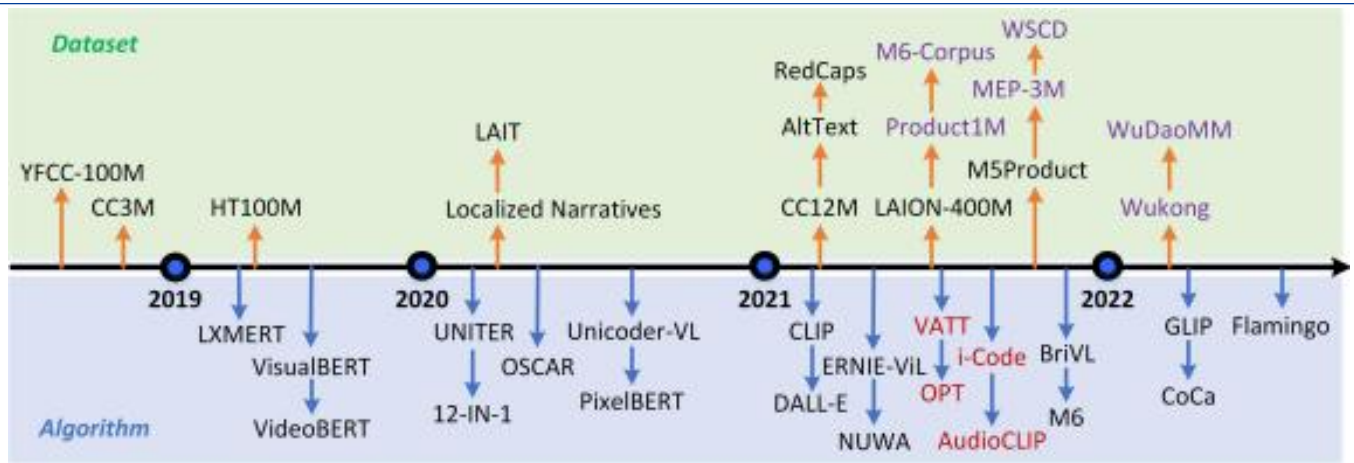 Dataset
WSCD
M6-Corpus
RedCaps
MEP-3M
LAIT
AltText
Product1M
WuDaoMM
YFCC-100M
M5Product
CC3M
HT100M
Localized Narratives
CC12M
LAION-400M
Wukong
2019
2020
2021
2022
LXMERT
UNITER
Unicoder-VL
CLIP
VATT
GLIP
Flamingo
VisualBERT
OSCAR
ERNIE-ViL
i-Code
BriVL
OPT
CoCa
PixelBERT
DALL-E
12-IN-1
M6
Algorithm
VideoBERT
NUWA
AudioCLIP